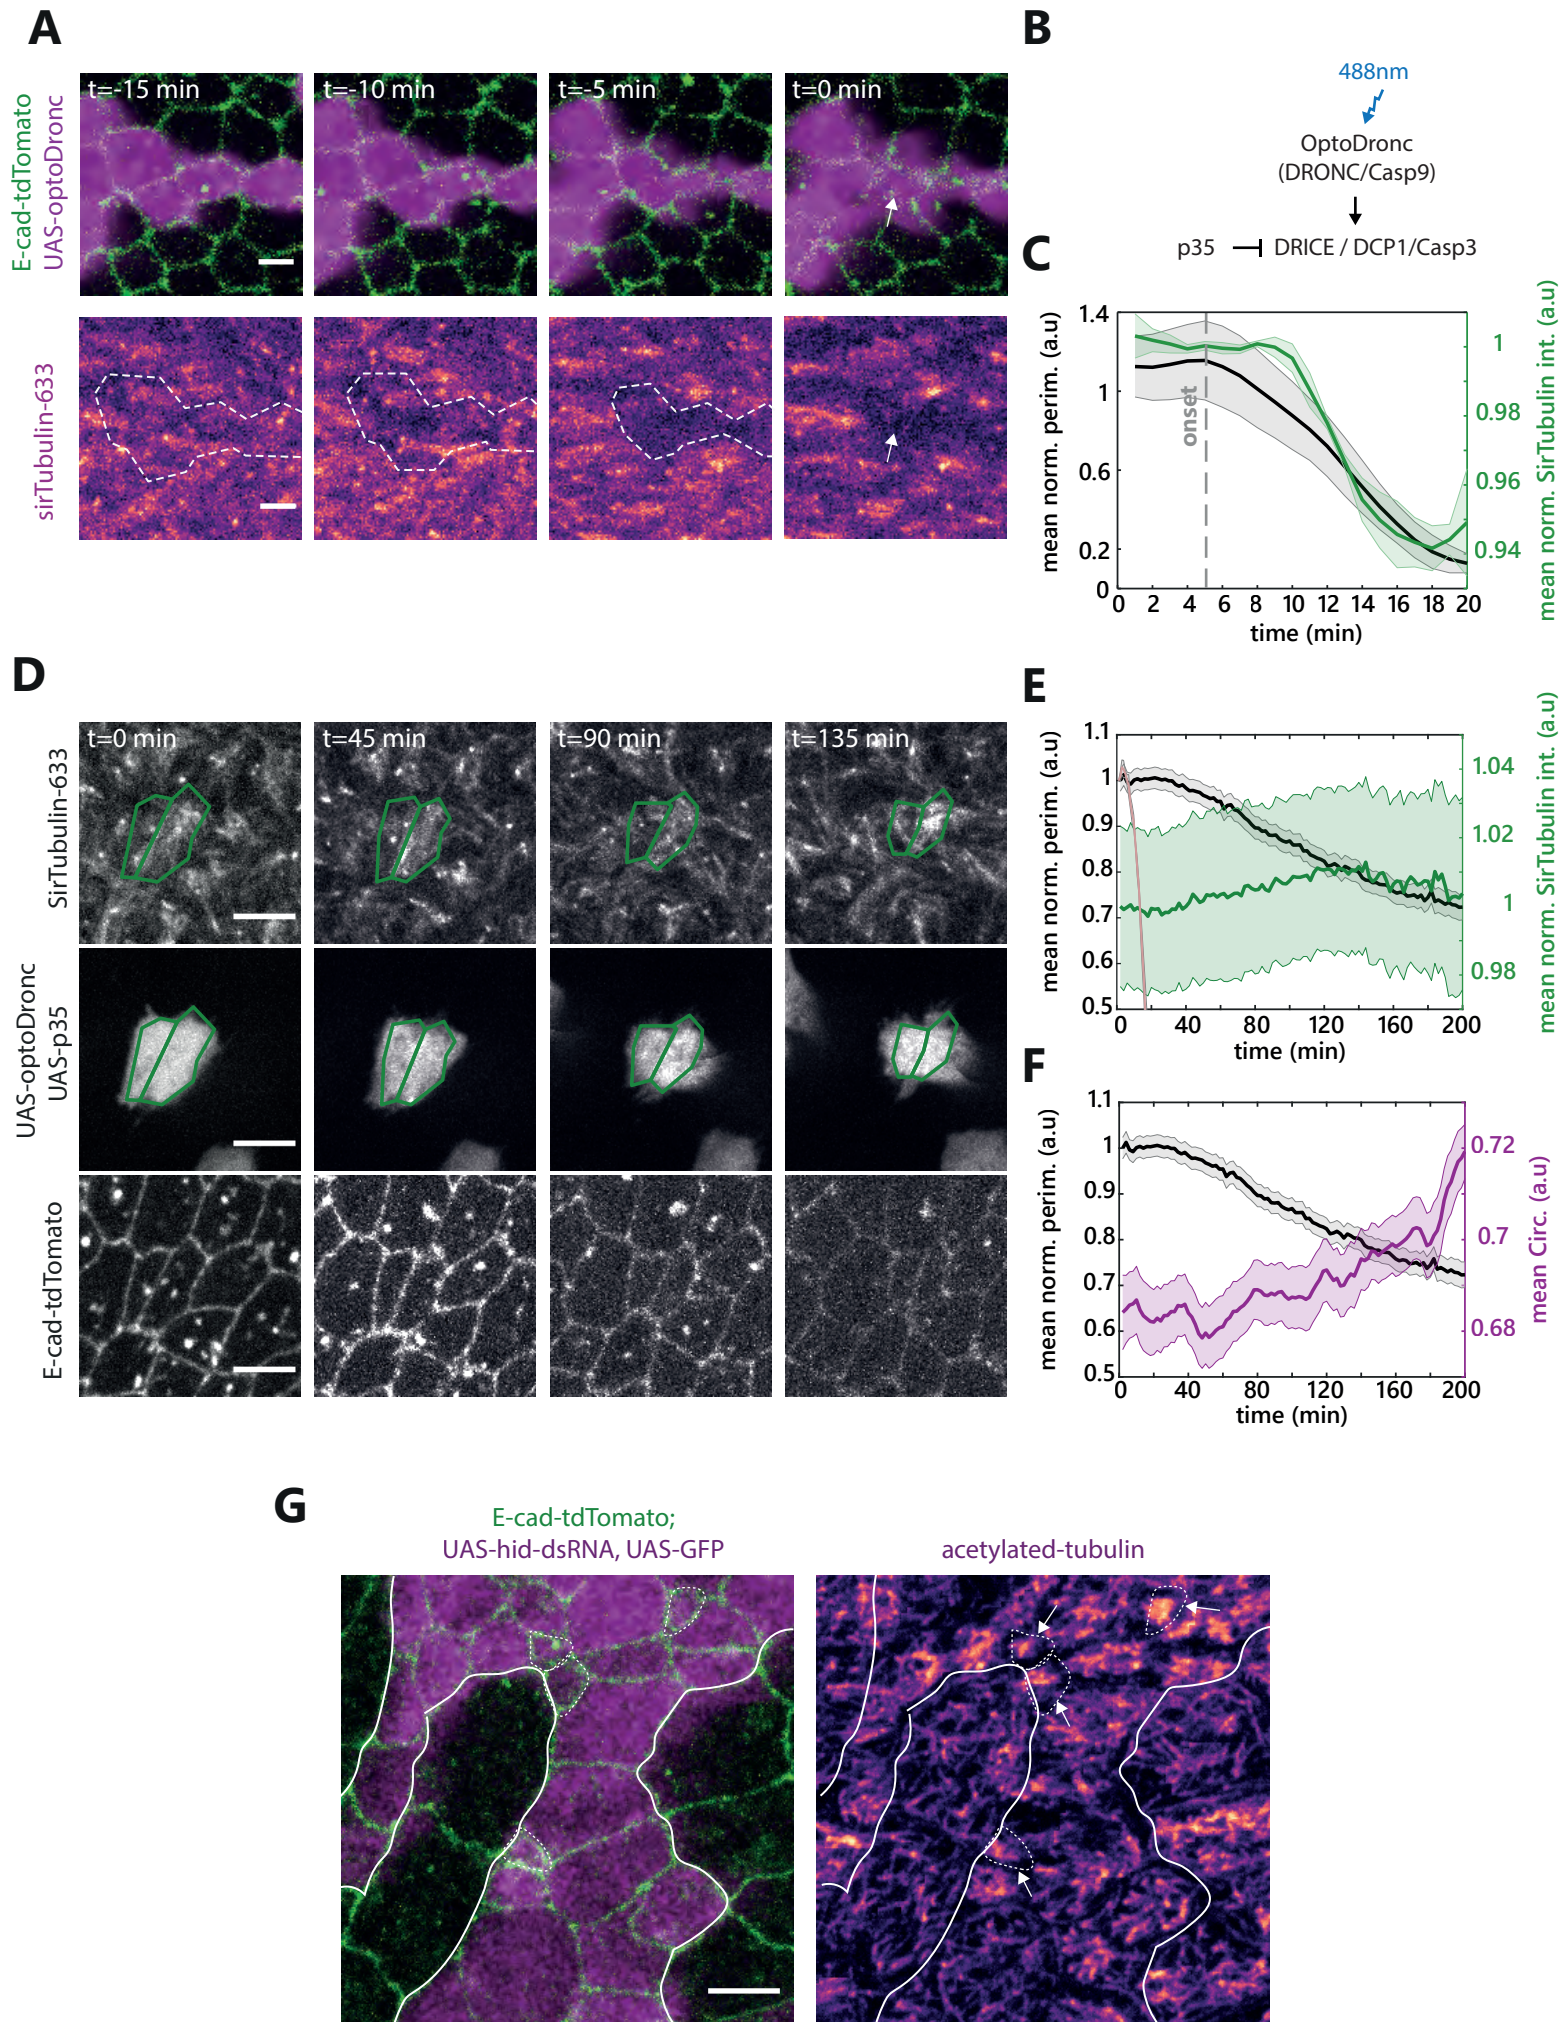 A
E-cad-tdTomato
UAS-optoDronc
t=-15 min
t=-10 min
t=-5 min
t=0 min
sirTubulin-633
B
488nm
OptoDronc
(DRONC/Casp9)
p35
DRICE / DCP1/Casp3
C
mean norm. perim. (a.u)
1.4
1
0.6
0.2
0
onset
0 2 4 6 8 10 12 14 16 18 20
time (min)
1
0.98
0.96
0.94
mean norm. SirTubulin int. (a.u)
D
SirTubulin-633
t=0 min
t=45 min
t=90 min
t=135 min
UAS-optoDronc
UAS-p35
E-cad-tdTomato
E
mean norm. perim. (a.u)
1.1
1
0.9
0.8
0.7
0.6
0.5
0 40 80 120 160 200
time (min)
1.04
1.02
1
0.98
mean norm. SirTubulin int. (a.u)
F
mean norm. perim. (a.u)
1.1
1
0.9
0.8
0.7
0.6
0.5
0 40 80 120 160 200
time (min)
0.72
0.7
0.68
mean Circ. (a.u)
G
E-cad-tdTomato;
UAS-hid-dsRNA, UAS-GFP
acetylated-tubulin